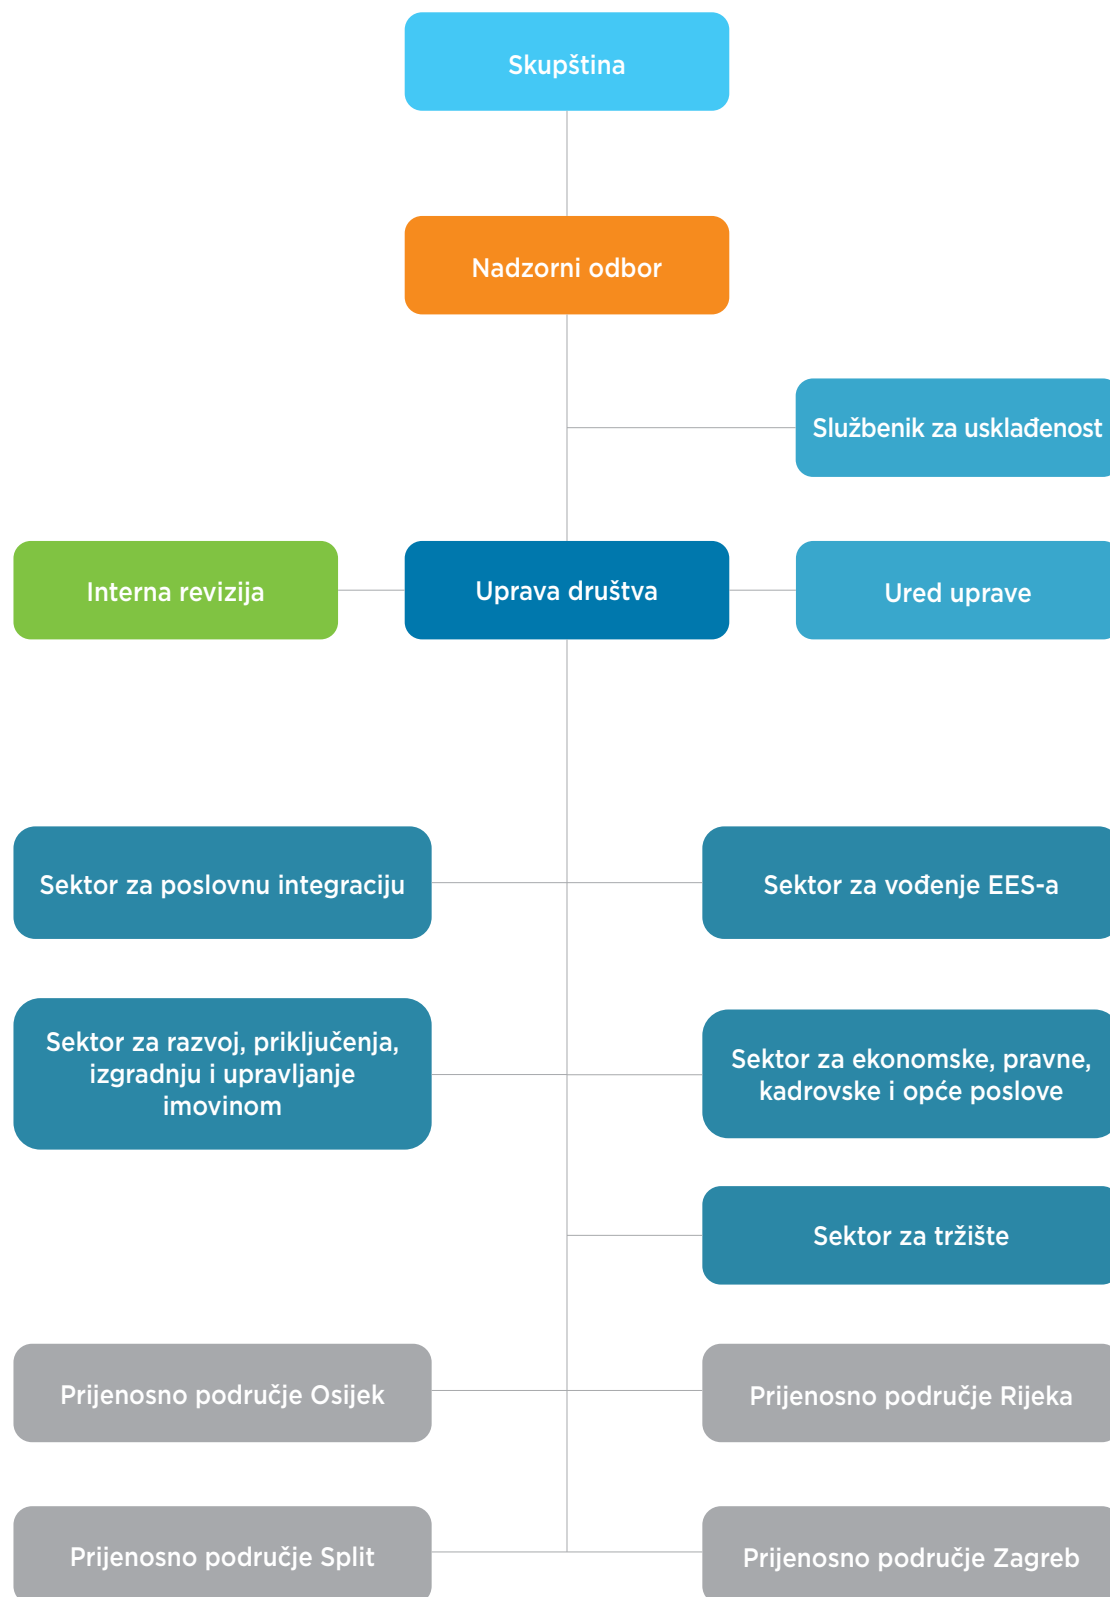 Skupština
Nadzorni odbor
Službenik za usklađenost
Interna revizija
Uprava društva
Ured uprave
Sektor za poslovnu integraciju
Sektor za vođenje EES-a
Sektor za razvoj, priključenja,
izgradnju i upravljanje
imovinom
Sektor za ekonomske, pravne,
kadrovske i opće poslove
Sektor za tržište
Prijenosno područje Osijek
Prijenosno područje Rijeka
Prijenosno područje Split
Prijenosno područje Zagreb